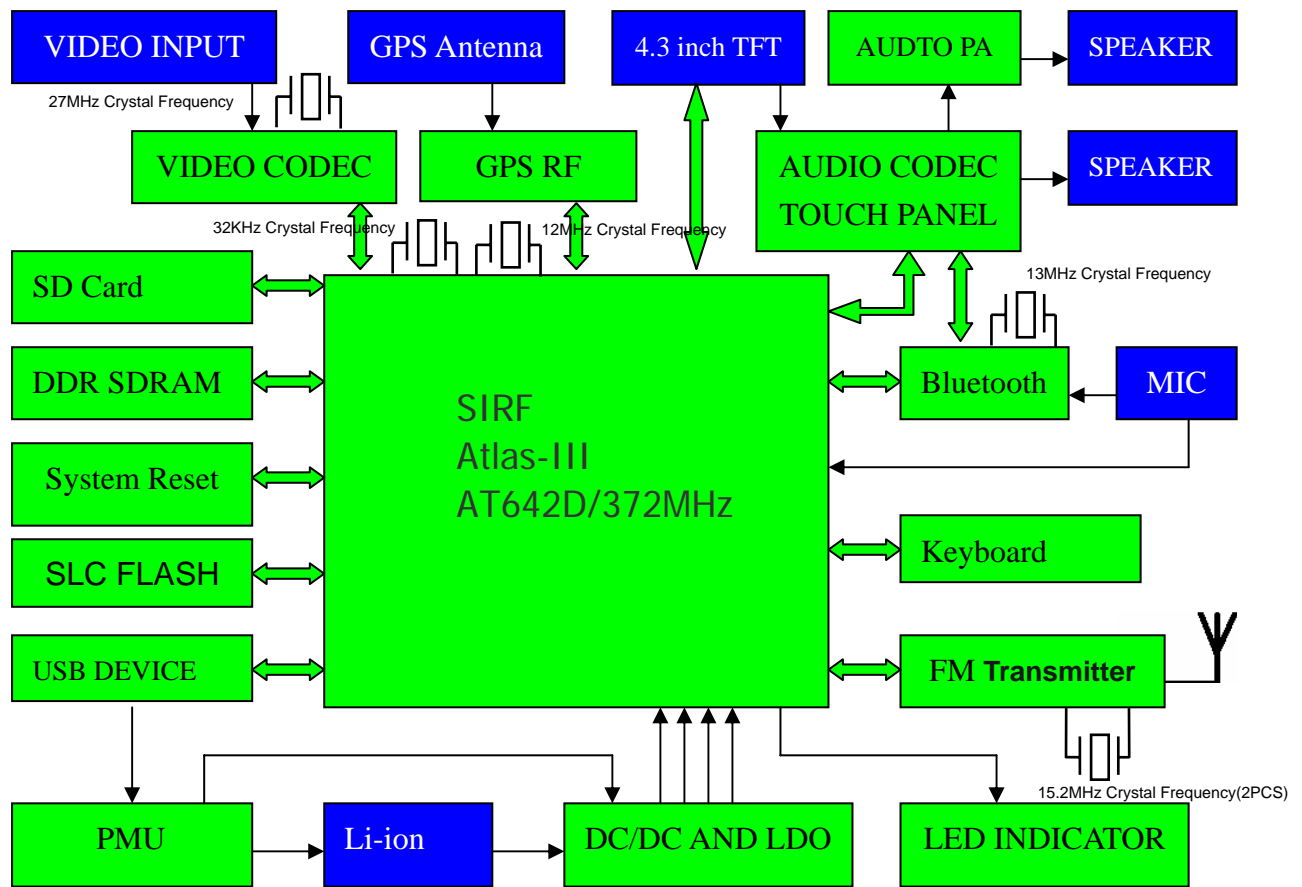 VIDEO INPUT
GPS Antenna
4.3 inch TFT
AUDTO PA
SPEAKER
27MHz Crystal Frequency
VIDEO CODEC
GPS RF
AUDIO CODEC
TOUCH PANEL
SPEAKER
32KHz Crystal Frequency
12MHz Crystal Frequency
13MHz Crystal Frequency
SD Card
DDR SDRAM
Bluetooth
MIC
SIRF
Atlas-III
AT642D/372MHz
System Reset
SLC FLASH
Keyboard
USB DEVICE
FM Transmitter
15.2MHz Crystal Frequency(2PCS)
PMU
Li-ion
DC/DC AND LDO
LED INDICATOR